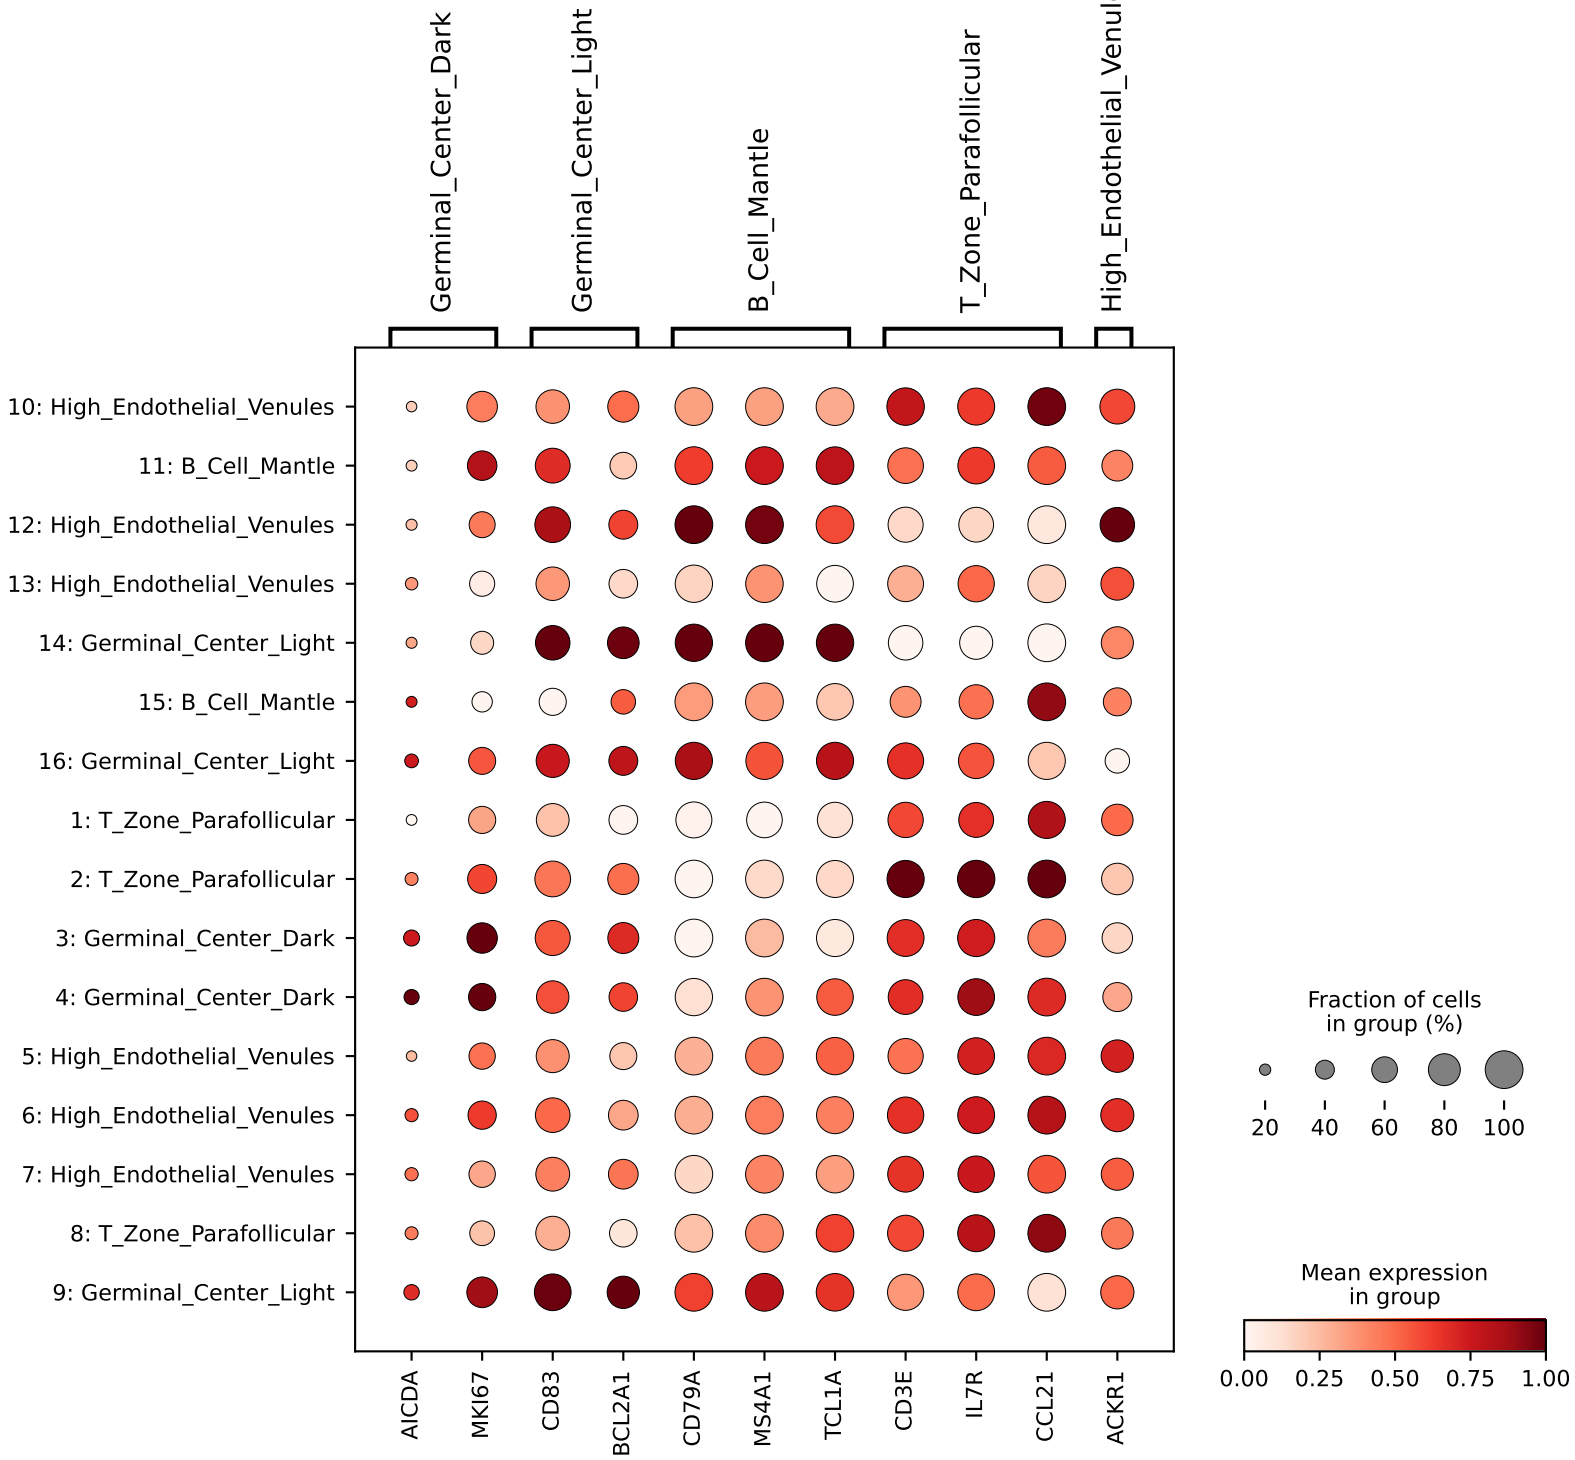 Germinal_Center_Dark
Germinal_Center_Light
B_Cell_Mantle
T_Zone_Parafollicular
High_Endothelial_Venul
10: High_Endothelial_Venules
11: B_Cell_Mantle
12: High_Endothelial_Venules
13: High_Endothelial_Venules
14: Germinal_Center_Light
15: B_Cell_Mantle
16: Germinal_Center_Light
1: T_Zone_Parafollicular
2: T_Zone_Parafollicular
3: Germinal_Center_Dark
4: Germinal_Center_Dark
5: High_Endothelial_Venules
6: High_Endothelial_Venules
7: High_Endothelial_Venules
8: T_Zone_Parafollicular
9: Germinal_Center_Light
AICDA
MKI67
CD83
BCL2A1
CD79A
MS4A1
TCL1A
CD3E
IL7R
CCL21
ACKR1
Fraction of cells
in group (%)
20 40 60 80 100
Mean expression
in group
0.00 0.25 0.50 0.75 1.00